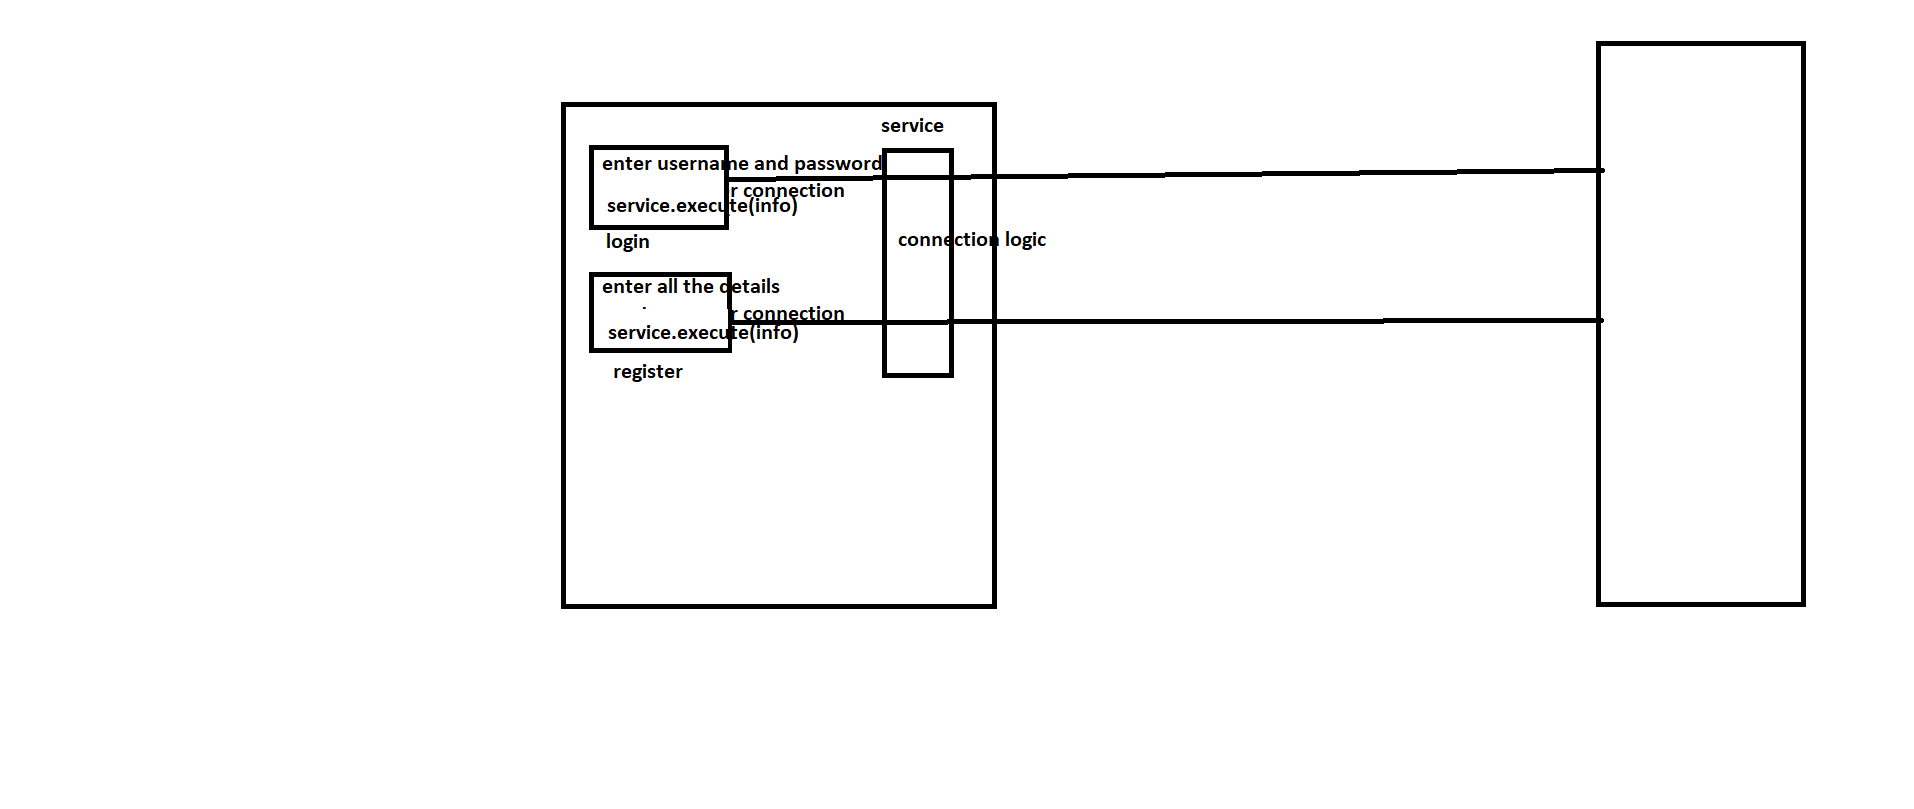 service
enter username and password
r connection
service.execute(info)
login
connection logic
enter all the details
r connection
service.execute(info)
register